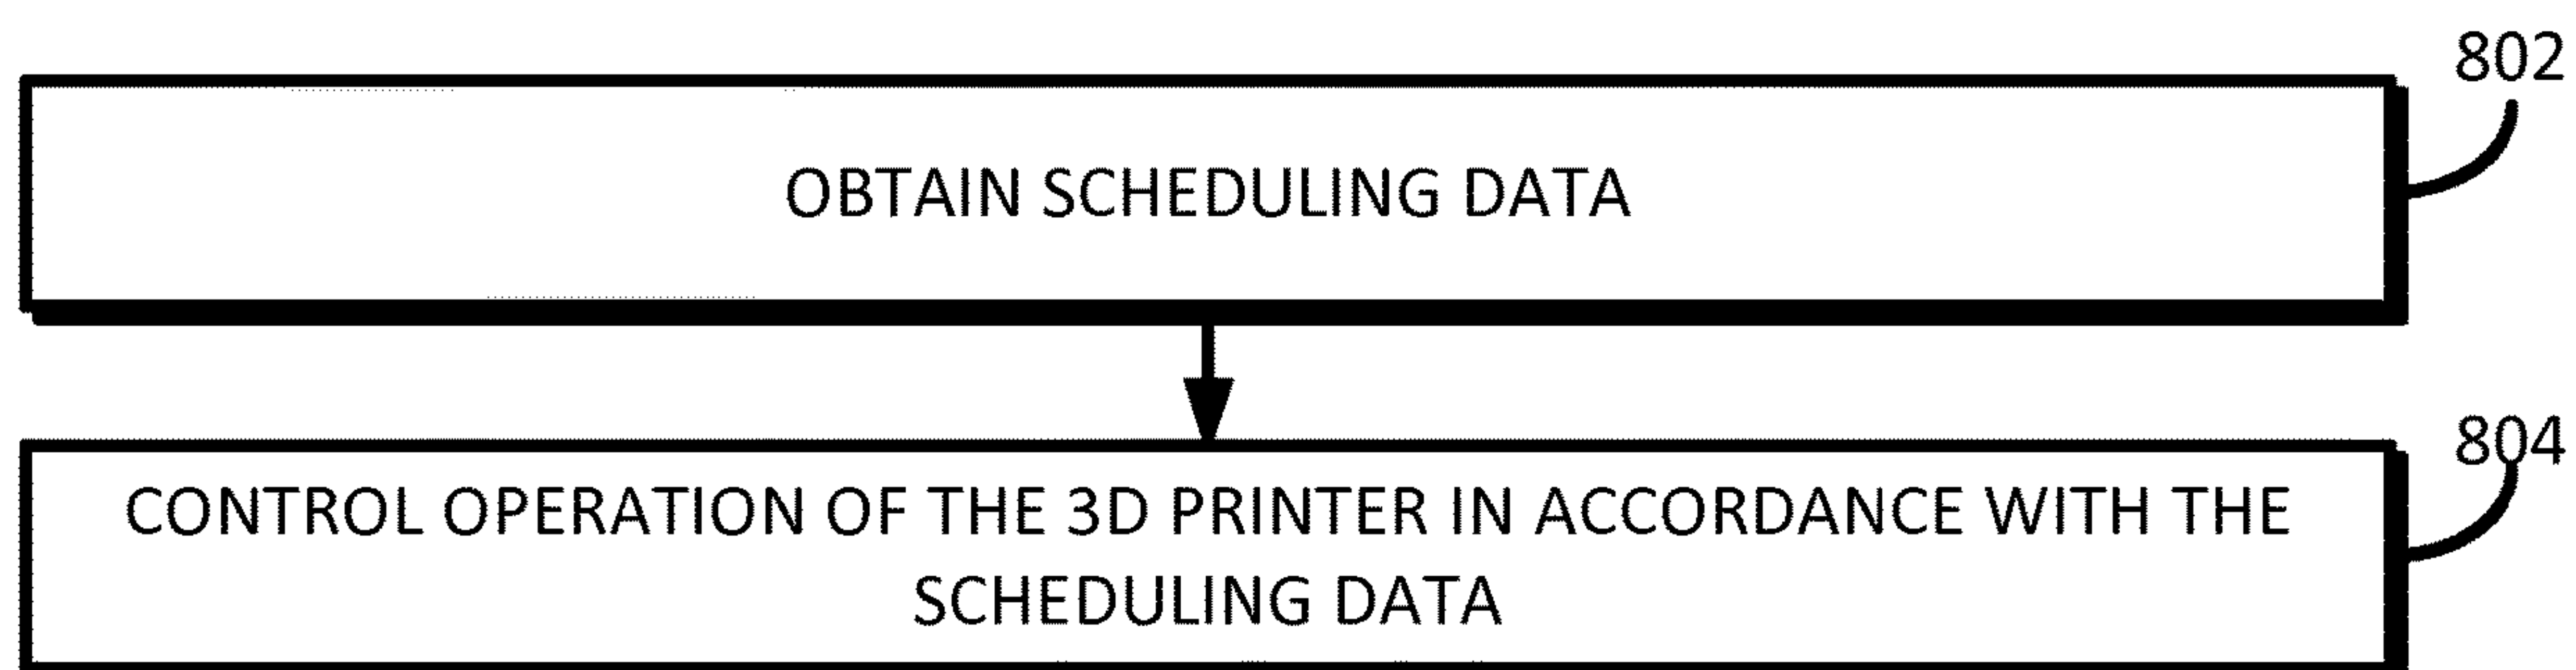 802
OBTAIN SCHEDULING DATA
804
CONTROL OPERATION OF THE 3D PRINTER IN ACCORDANCE WITH THE
SCHEDULING DATA